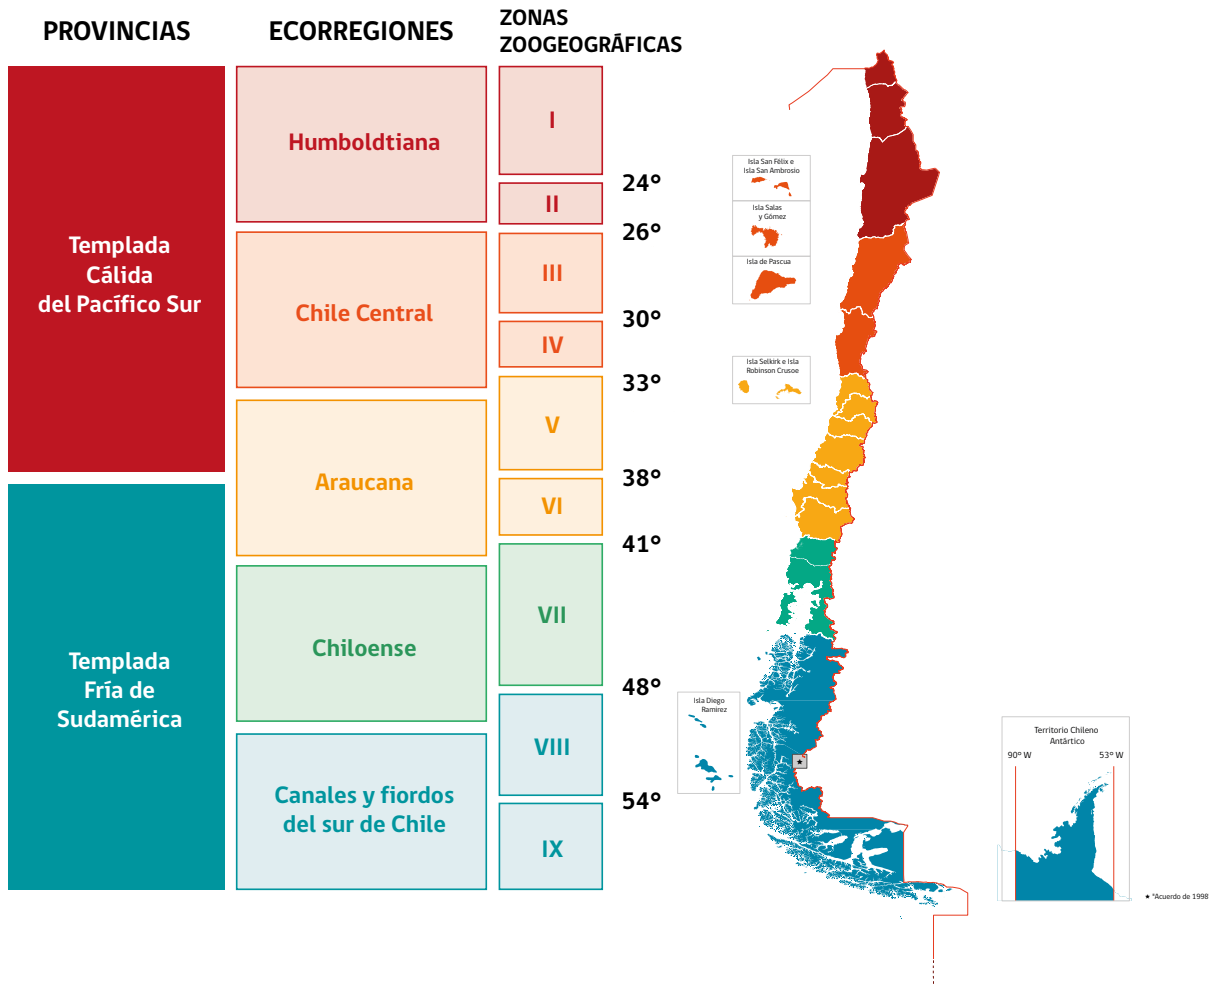 PROVINCIAS
ECORREGIONES
ZONAS
ZOOGEOGRÁFICAS
Templada
Cálida
del Pacífico Sur
Templada
Fría de
Sudamérica
Humboldtiana
Chile Central
Araucana
Chiloense
Canales y fiordos
del sur de Chile
I
24°
II
26°
III
30°
IV
33°
V
38°
VI
41°
VII
48°
VIII
54°
IX
Isla San Félix e
Isla San Ambrosio
Isla Salas
y Gómez
Isla de Pascua
Isla Selkirk e Isla
Robinson Crusoe
Isla Diego
Ramirez
Territorio Chileno
Antártico
90° W
53° W
★ "Acuerdo de 1998